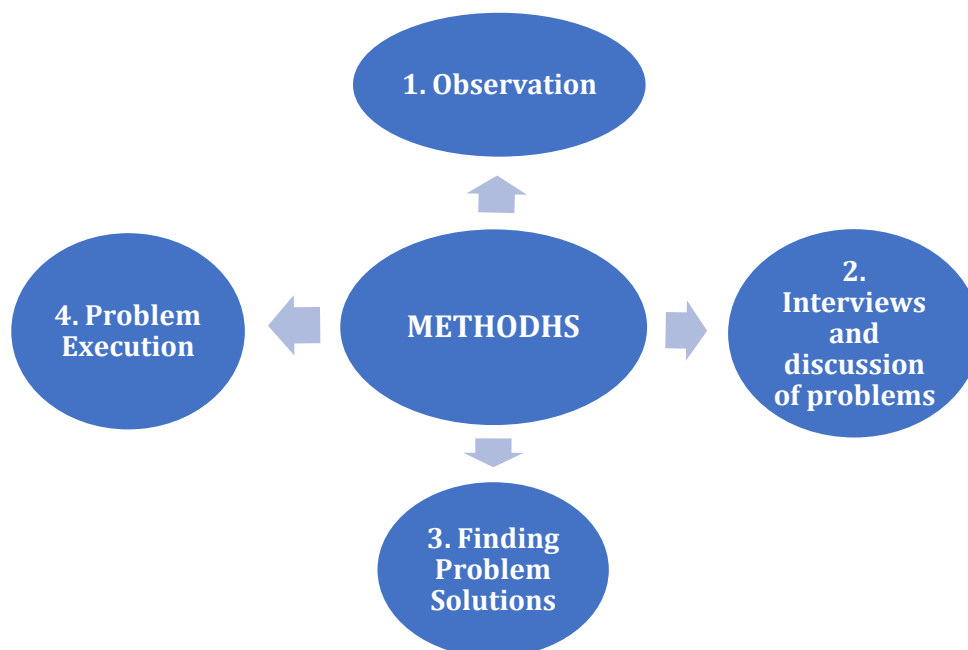 1. Observation
METHODHS
2.
Interviews
and
discussion
of problems
3. Finding
Problem
Solutions
4. Problem
Execution